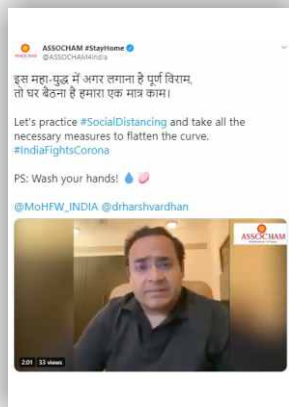 ASSOCHAM #StayHome
@ASSOCHAM4India
इस महा-युद्ध में अगर लगाना है पूर्ण विराम,
तो घर बैठना है हमारा एक मात्र काम।
Let's practice #SocialDistancing and take all the
necessary measures to flatten the curve.
#IndiaFightsCorona
PS: Wash your hands!
@MoHFW_INDIA @drharshvardhan
ASSOCHAM
2:01 33 views